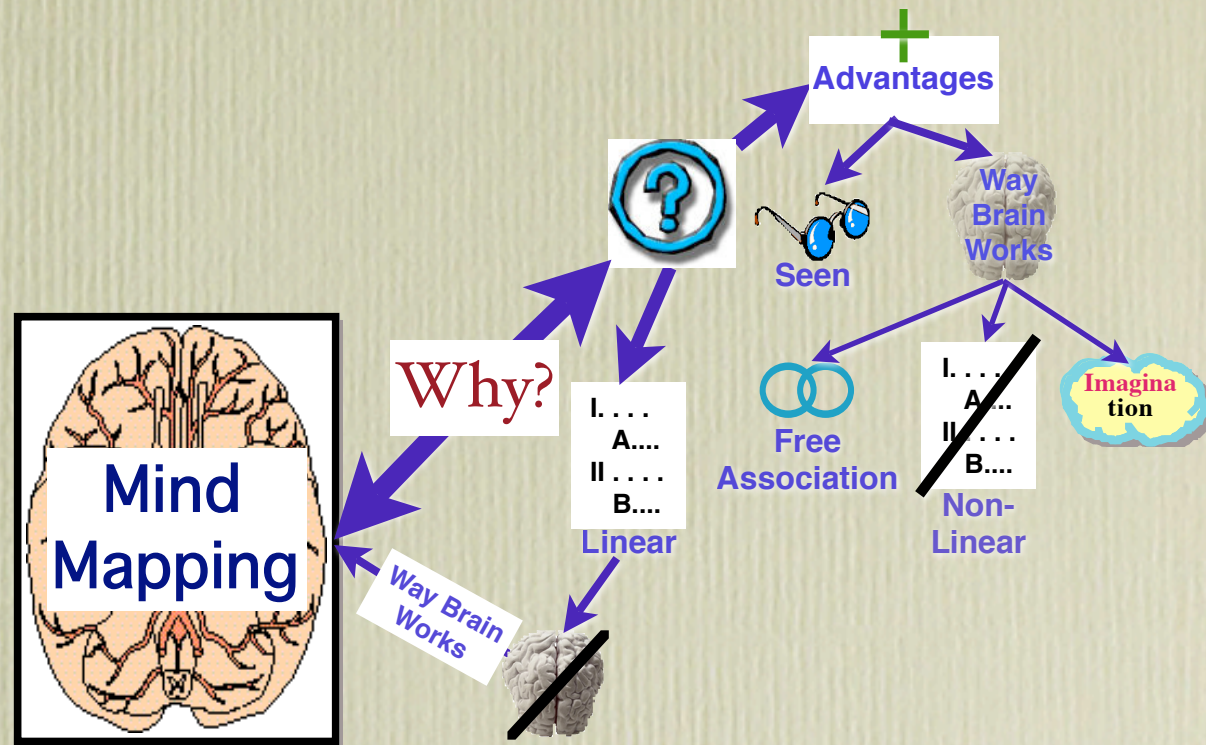 Mind
Mapping
Why?
?
Advantages
Seen
Way
Brain
Works
Free
Association
I. . . .
A....
II . . . .
B....
Non-
Linear
Imagina
tion
I. . . .
A....
II . . . .
B....
Linear
Way Brain
Works